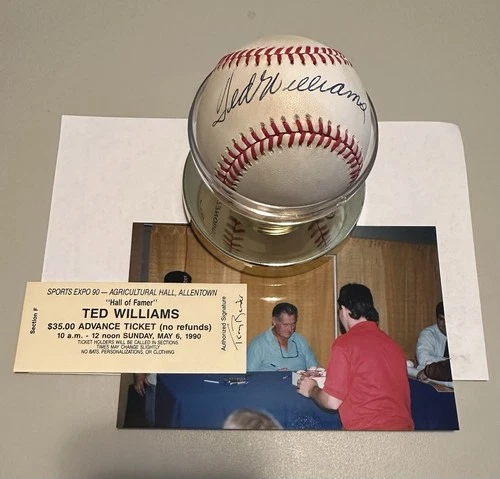 Ted Williams
SPORTS EXPO 90 — AGRICULTURAL HALL, ALLENTOWN
"Hall of Famer"
TED WILLIAMS
$35.00 ADVANCE TICKET (no refunds)
10 a.m. - 12 noon SUNDAY, MAY 6, 1990
TICKET HOLDERS WILL BE CALLED IN SECTIONS
TIMES MAY CHANGE SLIGHTLY
NO BATS, PERSONALIZATIONS, OR CLOTHING
Section #
Authorized Signature